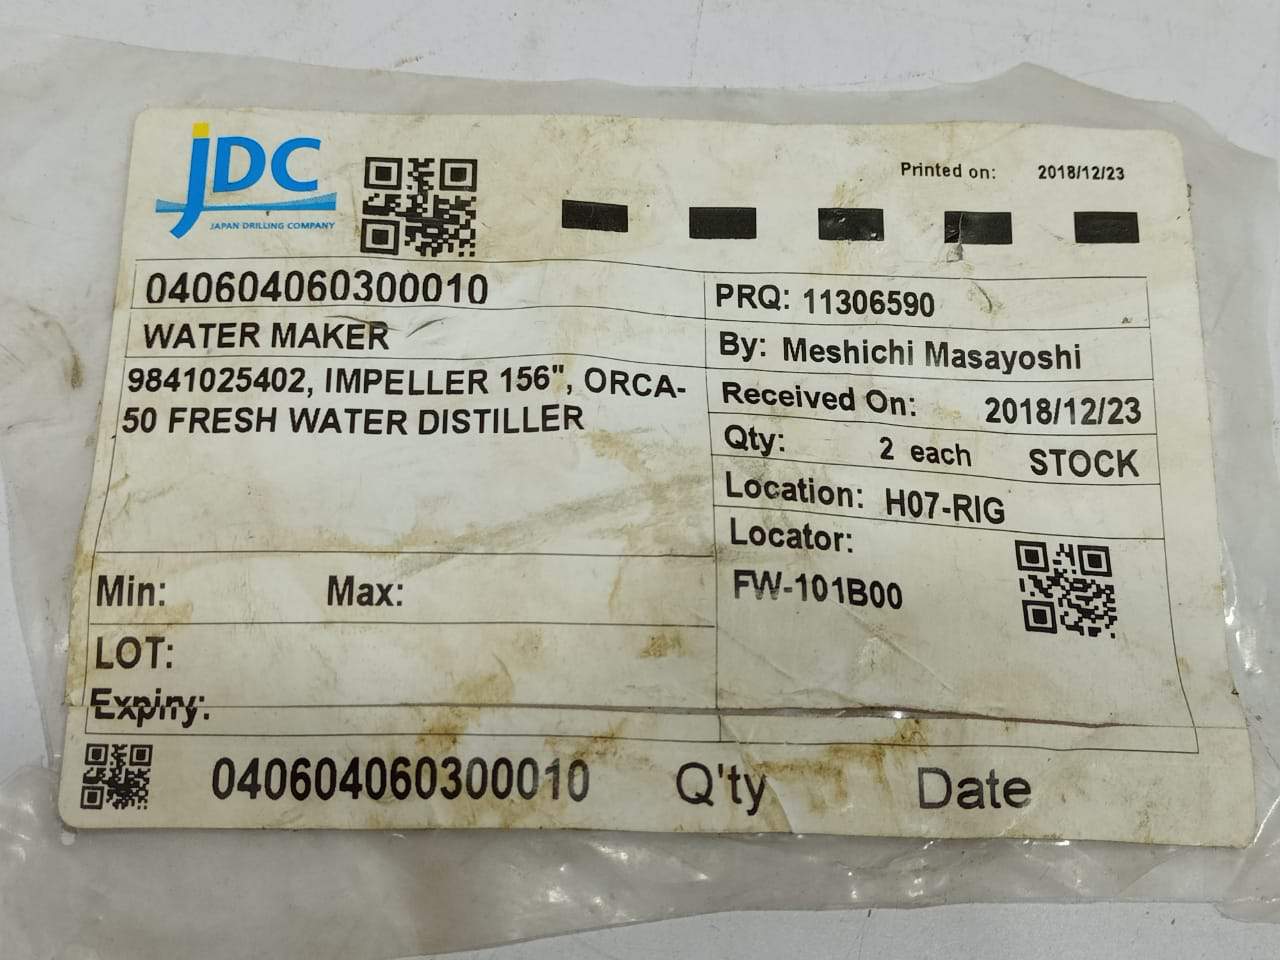 JDC
JAPAN DRILLING COMPANY
Printed on: 2018/12/23
040604060300010
WATER MAKER
9841025402, IMPELLER 156", ORCA-
50 FRESH WATER DISTILLER
PRQ: 11306590
By: Meshichi Masayoshi
Received On: 2018/12/23
Qty: 2 each STOCK
Location: H07-RIG
Locator:
FW-101B00
Min: Max:
LOT:
Expiry:
040604060300010 Q'ty Date